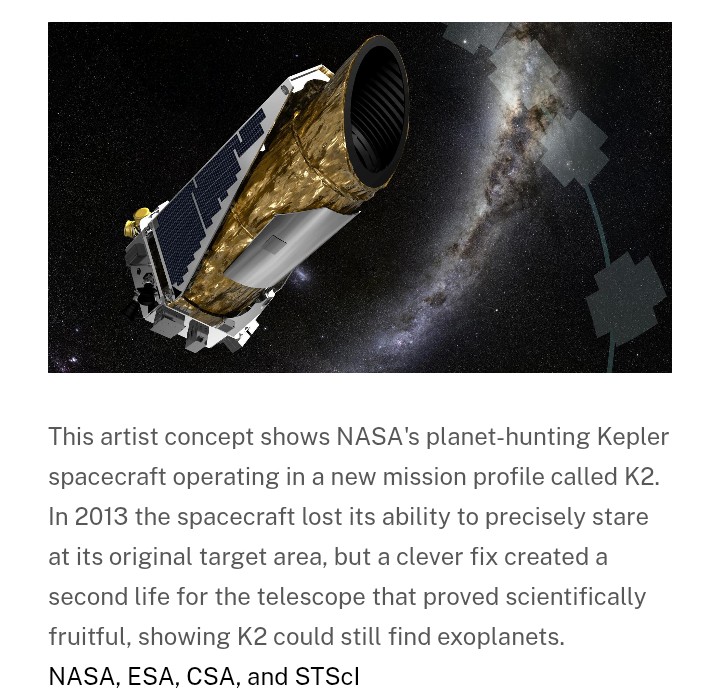 This artist concept shows NASA's planet-hunting Kepler
spacecraft operating in a new mission profile called K2.
In 2013 the spacecraft lost its ability to precisely stare
at its original target area, but a clever fix created a
second life for the telescope that proved scientifically
fruitful, showing K2 could still find exoplanets.
NASA, ESA, CSA, and STScI